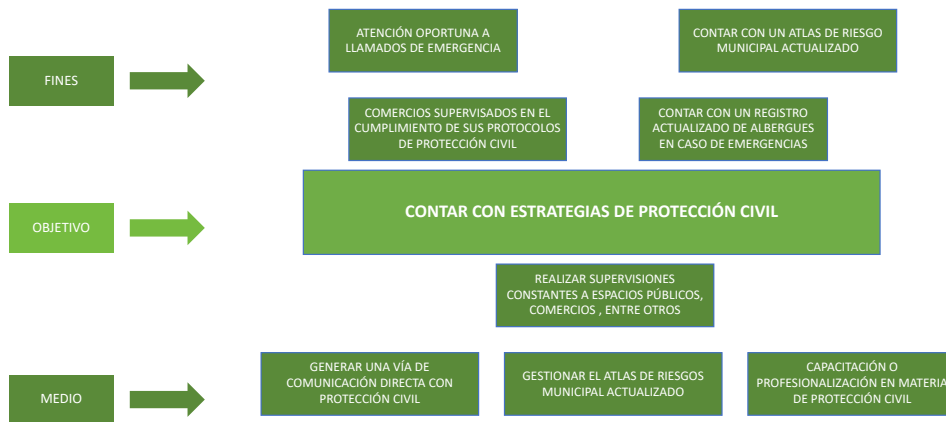 ATENCIÓN OPORTUNA A
LLAMADOS DE EMERGENCIA
CONTAR CON UN ATLAS DE RIESGO
MUNICIPAL ACTUALIZADO
FINES
COMERCIOS SUPERVISADOS EN EL
CUMPLIMIENTO DE SUS PROTOCOLOS
DE PROTECCIÓN CIVIL
CONTAR CON UN REGISTRO
ACTUALIZADO DE ALBERGUES
EN CASO DE EMERGENCIAS
OBJETIVO
CONTAR CON ESTRATEGIAS DE PROTECCIÓN CIVIL
REALIZAR SUPERVISIONES
CONSTANTES A ESPACIOS PÚBLICOS,
COMERCIOS , ENTRE OTROS
MEDIO
GENERAR UNA VÍA DE
COMUNICACIÓN DIRECTA CON
PROTECCIÓN CIVIL
GESTIONAR EL ATLAS DE RIESGOS
MUNICIPAL ACTUALIZADO
CAPACITACIÓN O
PROFESIONALIZACIÓN EN MATERIA
DE PROTECCIÓN CIVIL